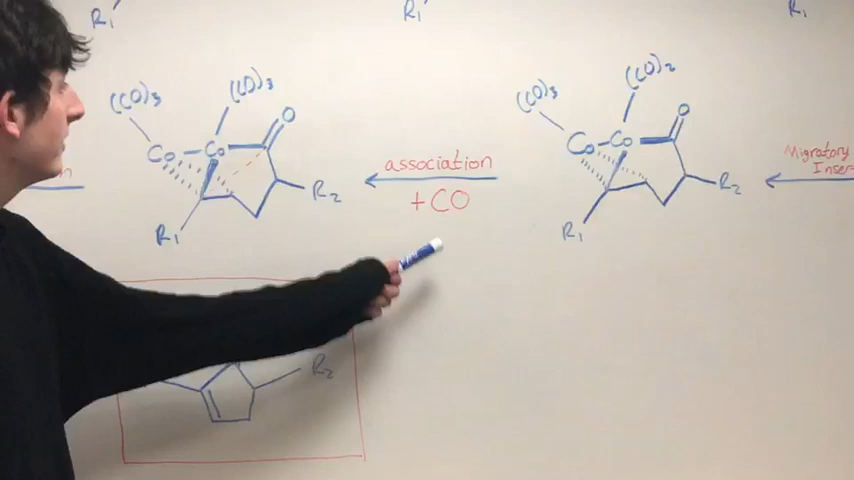 R₁
R₁
R₁
(CO)₃
(CO)₃
O
Co
Co
R₂
R₁
association
+ CO
(CO)₃
(CO)₂
O
Co
Co
R₂
R₁
Migratory
R₂